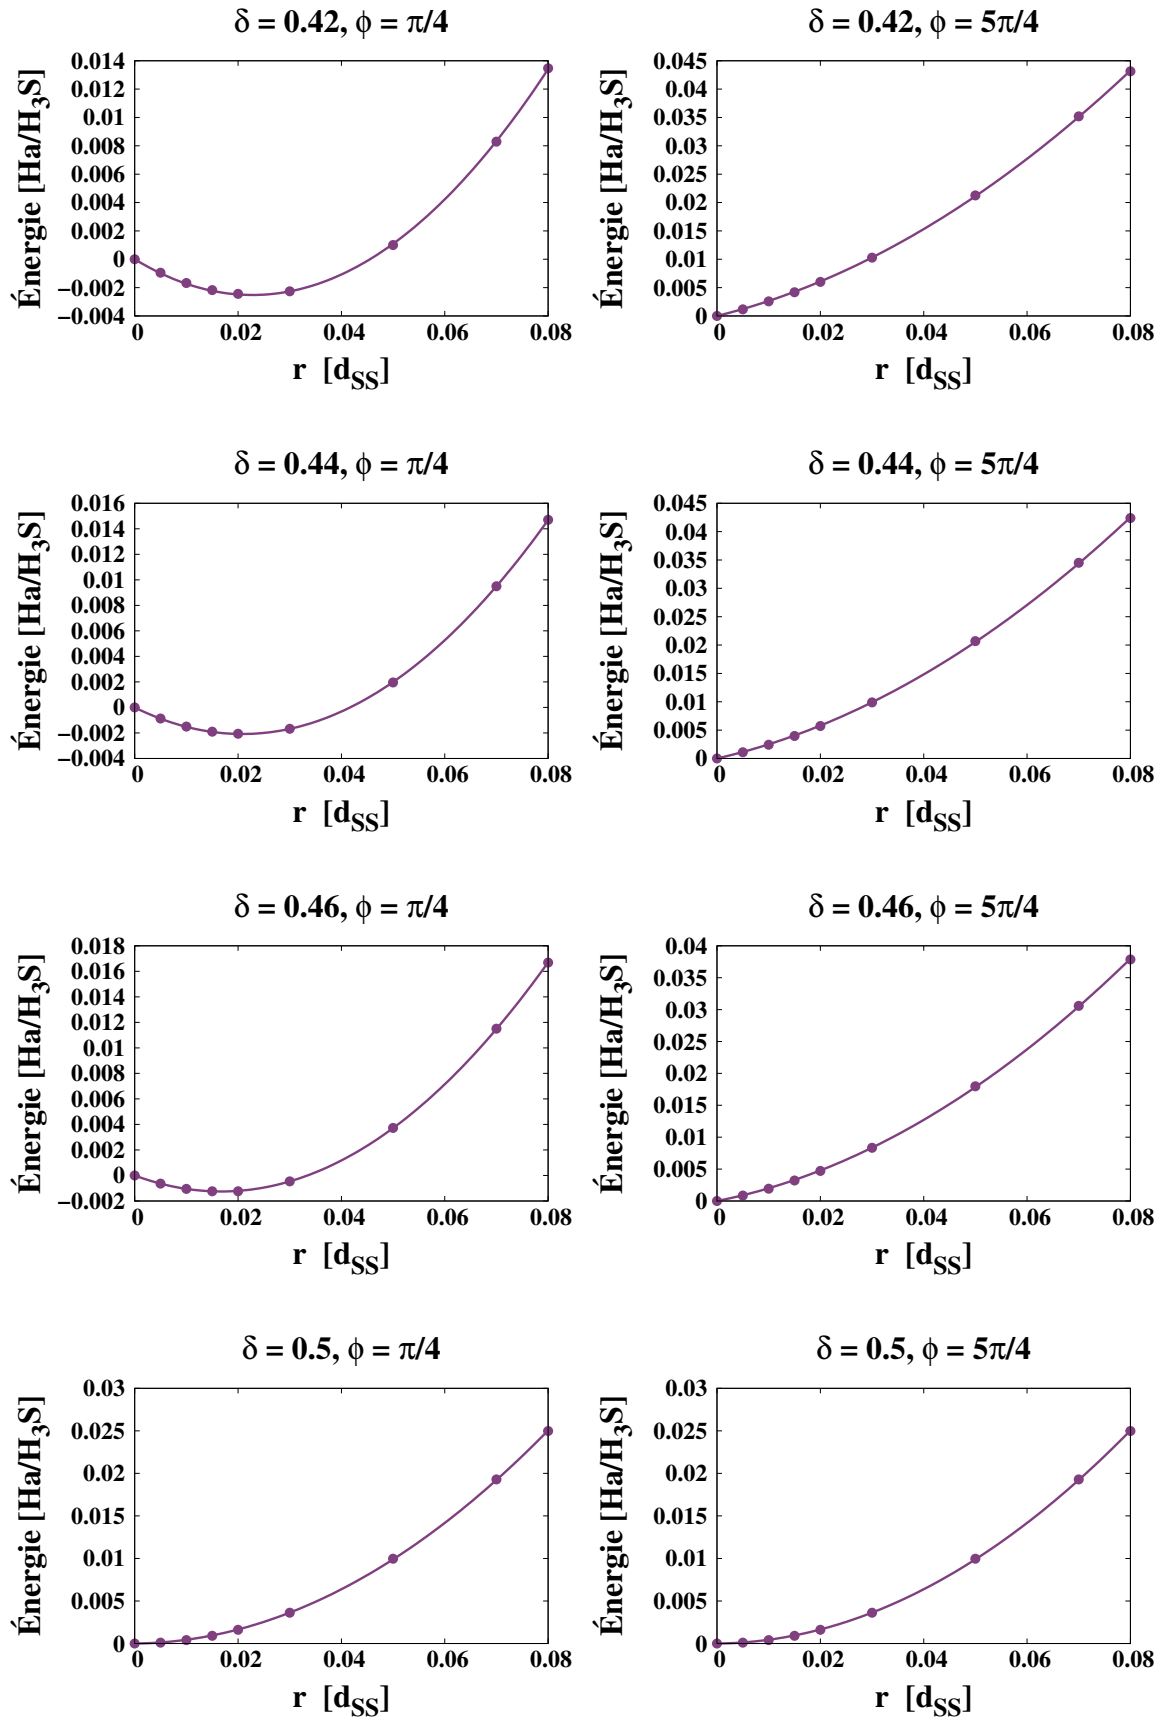 δ = 0.42, ϕ = π/4
Énergie [Ha/H3S]
0.014
0.012
0.01
0.008
0.006
0.004
0.002
0
−0.002
−0.004
0 0.02 0.04 0.06 0.08
r [dSS]
δ = 0.42, ϕ = 5π/4
Énergie [Ha/H3S]
0.045
0.04
0.035
0.03
0.025
0.02
0.015
0.01
0.005
0
0 0.02 0.04 0.06 0.08
r [dSS]
δ = 0.44, ϕ = π/4
Énergie [Ha/H3S]
0.016
0.014
0.012
0.01
0.008
0.006
0.004
0.002
0
−0.002
−0.004
0 0.02 0.04 0.06 0.08
r [dSS]
δ = 0.44, ϕ = 5π/4
Énergie [Ha/H3S]
0.045
0.04
0.035
0.03
0.025
0.02
0.015
0.01
0.005
0
0 0.02 0.04 0.06 0.08
r [dSS]
δ = 0.46, ϕ = π/4
Énergie [Ha/H3S]
0.018
0.016
0.014
0.012
0.01
0.008
0.006
0.004
0.002
0
−0.002
0 0.02 0.04 0.06 0.08
r [dSS]
δ = 0.46, ϕ = 5π/4
Énergie [Ha/H3S]
0.04
0.035
0.03
0.025
0.02
0.015
0.01
0.005
0
0 0.02 0.04 0.06 0.08
r [dSS]
δ = 0.5, ϕ = π/4
Énergie [Ha/H3S]
0.03
0.025
0.02
0.015
0.01
0.005
0
0 0.02 0.04 0.06 0.08
r [dSS]
δ = 0.5, ϕ = 5π/4
Énergie [Ha/H3S]
0.03
0.025
0.02
0.015
0.01
0.005
0
0 0.02 0.04 0.06 0.08
r [dSS]